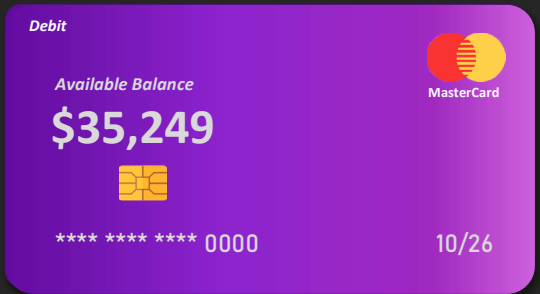 Debit
MasterCard
Available Balance
$35,249
**** **** **** 0000
10/26